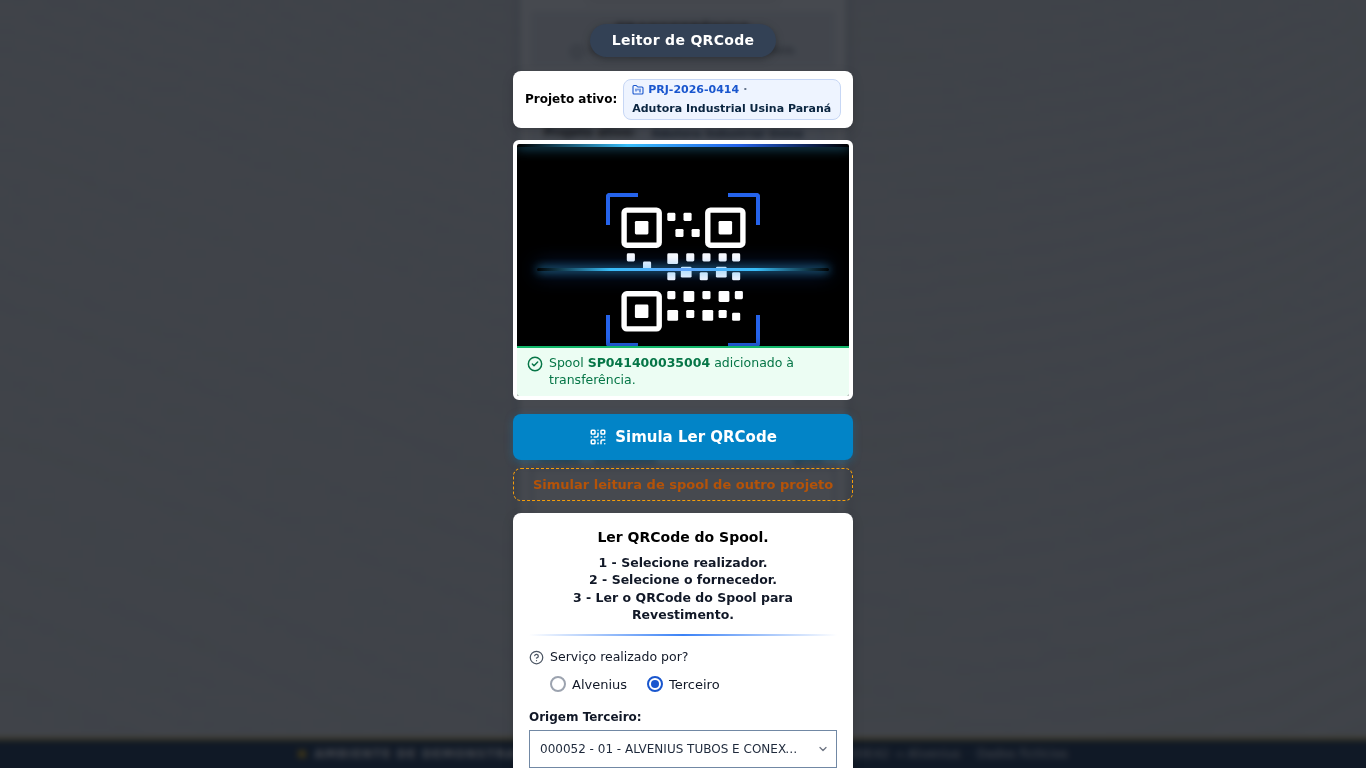 Leitor de QRCode
Projeto ativo:
PRJ-2026-0414 ·
Adutora Industrial Usina Paraná
Spool SP041400035004 adicionado à
transferência.
Simula Ler QRCode
Simular leitura de spool de outro projeto
Ler QRCode do Spool.
1 - Selecione realizador.
2 - Selecione o fornecedor.
3 - Ler o QRCode do Spool para
Revestimento.
Serviço realizado por?
Alvenius
Terceiro
Origem Terceiro:
000052 - 01 - ALVENIUS TUBOS E CONEX...